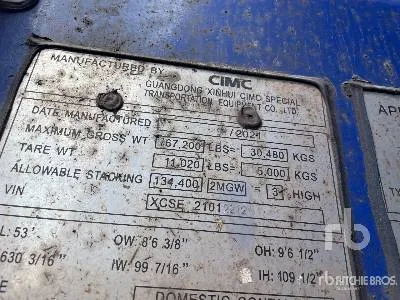 MANUFACTURED BY CIMC
GUANGDONG XINHUI CIMC SPECIAL
TRANSPORTATION EQUIPMENT CO., LTD
DATE MANUFACTURED /2021
MAXIMUM GROSS WT 67,200 LBS= 30,480 KGS
TARE WT 11,020 LBS= 5,000 KGS
ALLOWABLE STACKING 134,400 2MGW = 3 HIGH
VIN XCSE
L: 53' OW: 8'6 3/8" OH: 9'6 1/2"
630 3/16" IW: 99 7/16" IH: 109 1/2"
DOMESTIC
AP
rb
RITCHIE BROS